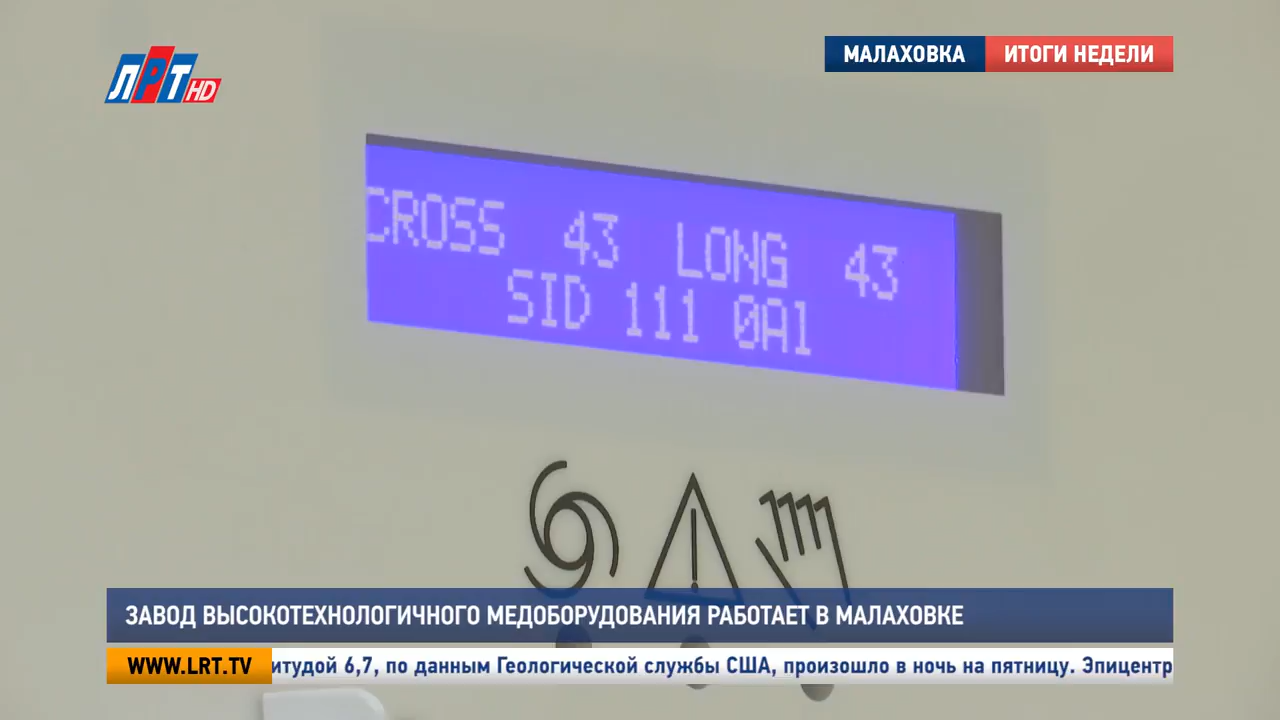 ЛРТ HD
МАЛАХОВКА ИТОГИ НЕДЕЛИ
CROSS 43 LONG 43
SID 111 0A1
ЗАВОД ВЫСОКОТЕХНОЛОГИЧНОГО МЕДОБОРУДОВАНИЯ РАБОТАЕТ В МАЛАХОВКЕ
WWW.LRT.TV итудой 6,7, по данным Геологической службы США, произошло в ночь на пятницу. Эпицентр